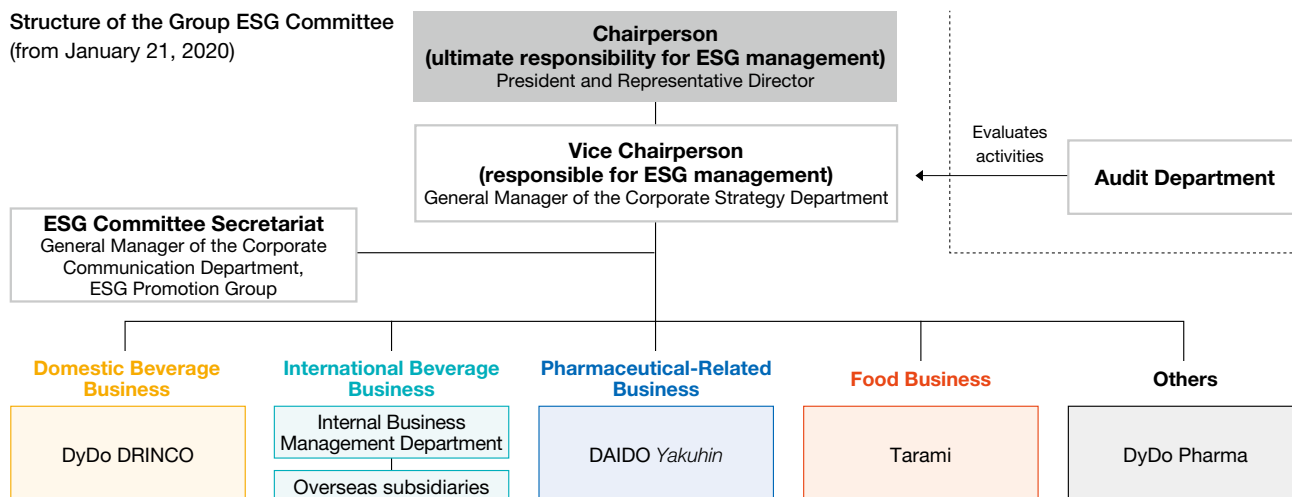 Structure of the Group ESG Committee
(from January 21, 2020)
Chairperson
(ultimate responsibility for ESG management)
President and Representative Director
Vice Chairperson
(responsible for ESG management)
General Manager of the Corporate Strategy Department
Evaluates
activities
Audit Department
ESG Committee Secretariat
General Manager of the Corporate
Communication Department,
ESG Promotion Group
Domestic Beverage
Business
DyDo DRINCO
International Beverage
Business
Internal Business
Management Department
Overseas subsidiaries
Pharmaceutical-Related
Business
DAIDO Yakuhin
Food Business
Tarami
Others
DyDo Pharma